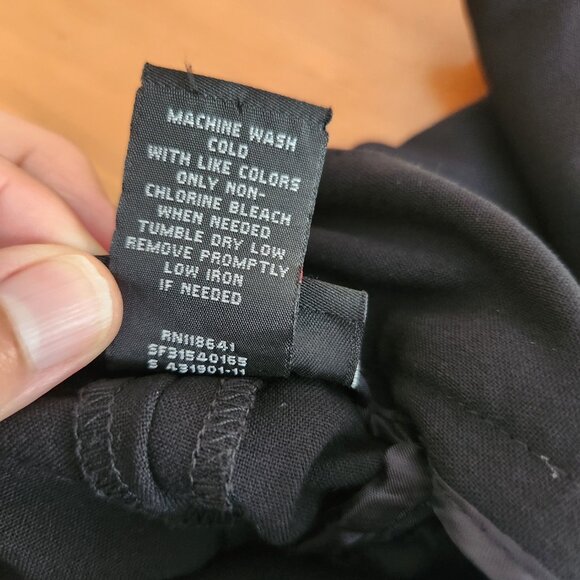 MACHINE WASH
COLD
WITH LIKE COLORS
ONLY NON-
CHLORINE BLEACH
WHEN NEEDED
TUMBLE DRY LOW
REMOVE PROMPTLY
LOW IRON
IF NEEDED
RN118641
SF31540165
S 431901-11